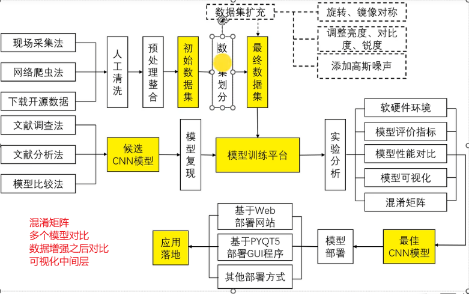 数据集扩充
旋转、镜像对称
调整亮度、对比
度、锐度
添加高斯噪声
现场采集法
网络爬虫法
下载开源数据
人工清洗
预处理整合
初始数据集
数
集划分
最终数据集
文献调查法
文献分析法
模型比较法
候选
CNN模型
模型复现
模型训练平台
实验分析
软硬件环境
模型评价指标
模型性能对比
模型可视化
混淆矩阵
混淆矩阵
多个模型对比
数据增强之后对比
可视化中间层
应用
落地
基于Web
部署网站
基于PYQT5
部署GUI程序
其他部署方式
模型
部署
最佳
CNN模型